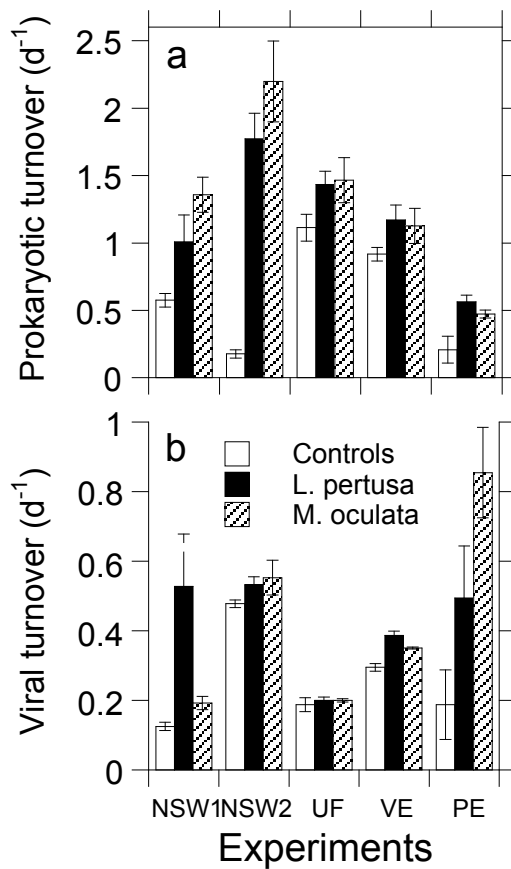 Prokaryotic turnover (d⁻¹)
a
2.5
2
1.5
1
0.5
0
Viral turnover (d⁻¹)
b
1
0.8
0.6
0.4
0.2
0
Controls
L. pertusa
M. oculata
NSW1 NSW2 UF VE PE
Experiments